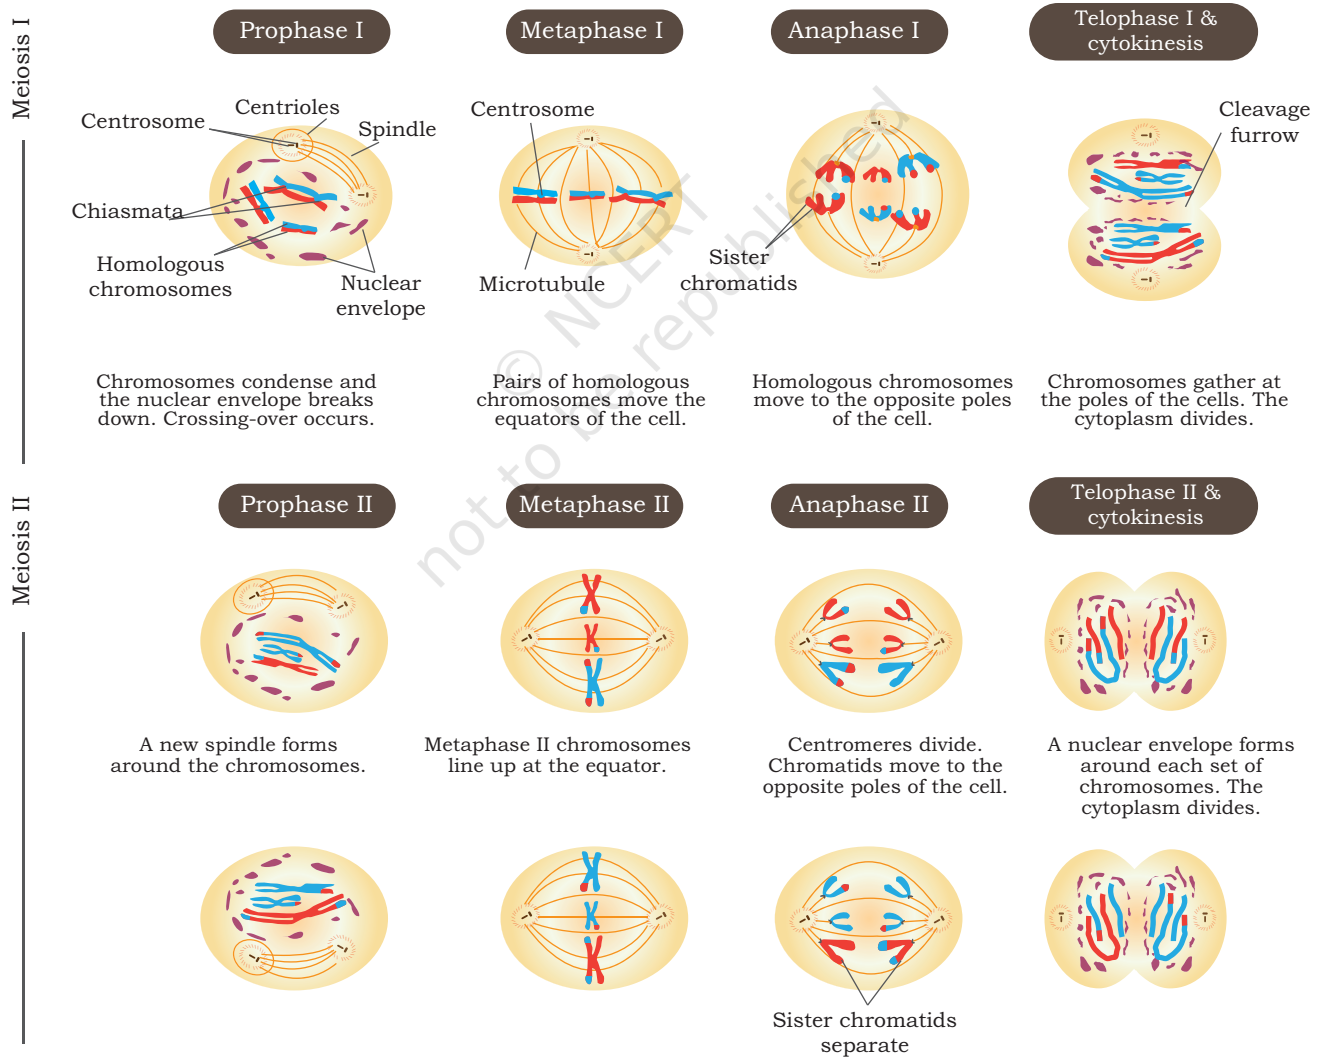 Meiosis I
Prophase I
Metaphase I
Anaphase I
Telophase I &
cytokinesis
Centrosome
Centrioles
Spindle
Chiasmata
Homologous
chromosomes
Nuclear
envelope
Centrosome
Microtubule
Sister
chromatids
Cleavage
furrow
Chromosomes condense and
the nuclear envelope breaks
down. Crossing-over occurs.
Pairs of homologous
chromosomes move the
equators of the cell.
Homologous chromosomes
move to the opposite poles
of the cell.
Chromosomes gather at
the poles of the cells. The
cytoplasm divides.
© NCERT
not to be republished
Meiosis II
Prophase II
Metaphase II
Anaphase II
Telophase II &
cytokinesis
A new spindle forms
around the chromosomes.
Metaphase II chromosomes
line up at the equator.
Centromeres divide.
Chromatids move to the
opposite poles of the cell.
A nuclear envelope forms
around each set of
chromosomes. The
cytoplasm divides.
Sister chromatids
separate